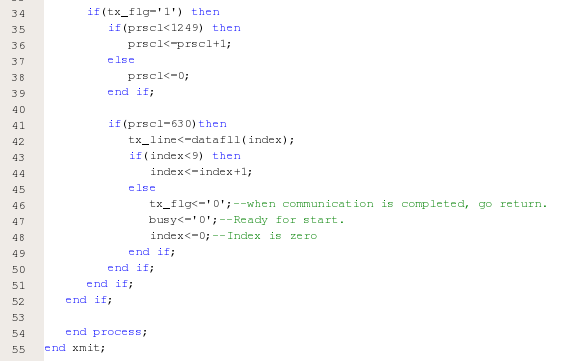 34 if(tx_flg='1') then
35 if(prscl<1249) then
36 prscl<=prscl+1;
37 else
38 prscl<=0;
39 end if;
40
41 if(prscl=630)then
42 tx_line<=datafll(index);
43 if(index<9) then
44 index<=index+1;
45 else
46 tx_flg<='0';--when communication is completed, go return.
47 busy<='0';--Ready for start.
48 index<=0;--Index is zero
49 end if;
50 end if;
51 end if;
52 end if;
53
54 end process;
55 end xmit;